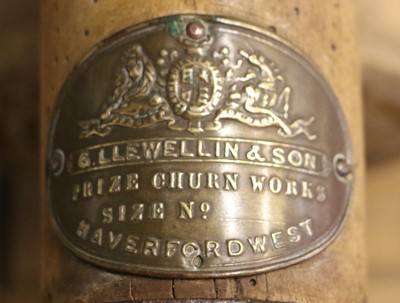 G. LLEWELLIN & SON
PRIZE CHURN WORKS
SIZE Nº
HAVERFORDWEST